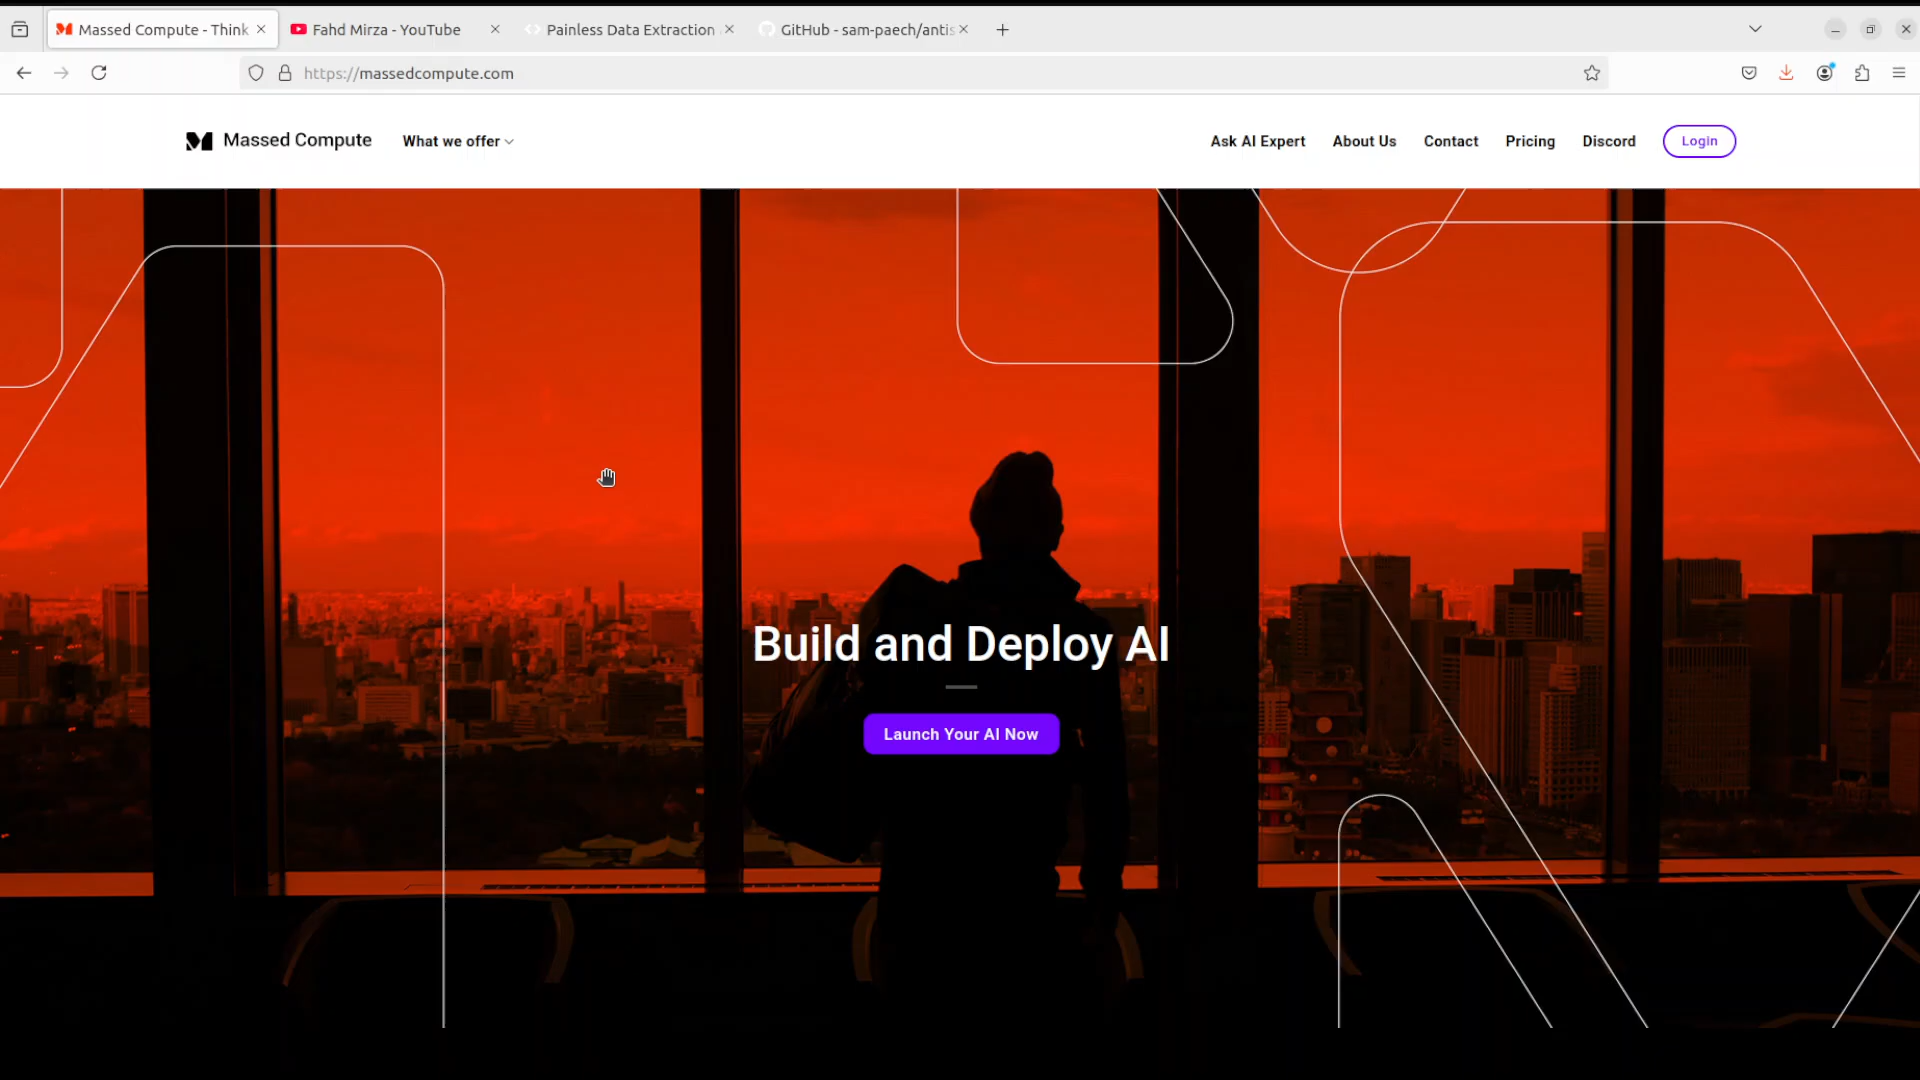 Massed Compute - Think
Fahd Mirza - YouTube
Painless Data Extraction
GitHub - sam-paech/antis
https://massedcompute.com
Massed Compute
What we offer
Ask AI Expert
About Us
Contact
Pricing
Discord
Login
Build and Deploy AI
Launch Your AI Now